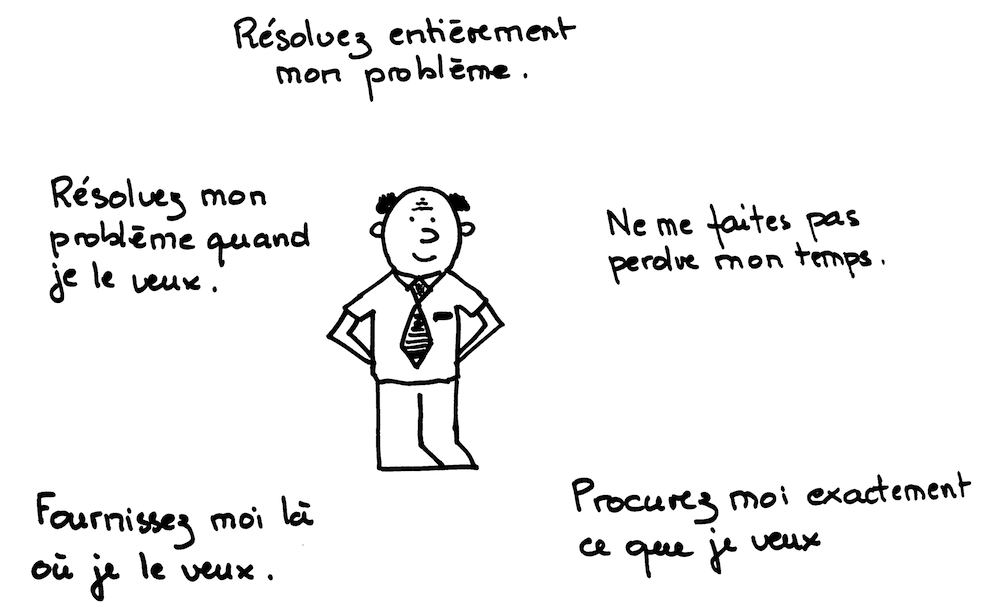 Résolvez entièrement
mon problème.
Résolvez mon
problème quand
je le veux.
Ne me faites pas
perdre mon temps.
Fournissez moi là
où je le veux.
Procurez moi exactement
ce que je veux